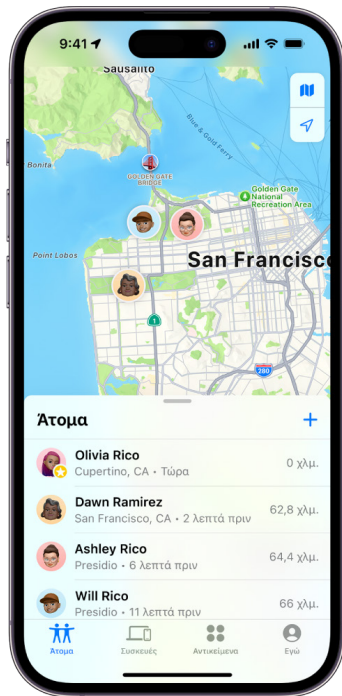 9:41
Sausalito
Blue & Gold Ferry
Bonita
GOLDEN GATE
BRIDGE
Golden Gate
National
Recreation Area
Point Lobos
San Francisco
1
280
Άτομα
Olivia Rico
Cupertino, CA • Τώρα
0 χλμ.
Dawn Ramirez
San Francisco, CA • 2 λεπτά πριν
62,8 χλμ.
Ashley Rico
Presidio • 6 λεπτά πριν
64,4 χλμ.
Will Rico
Presidio • 11 λεπτά πριν
66 χλμ.
Άτομα
Συσκευές
Αντικείμενα
Εγώ